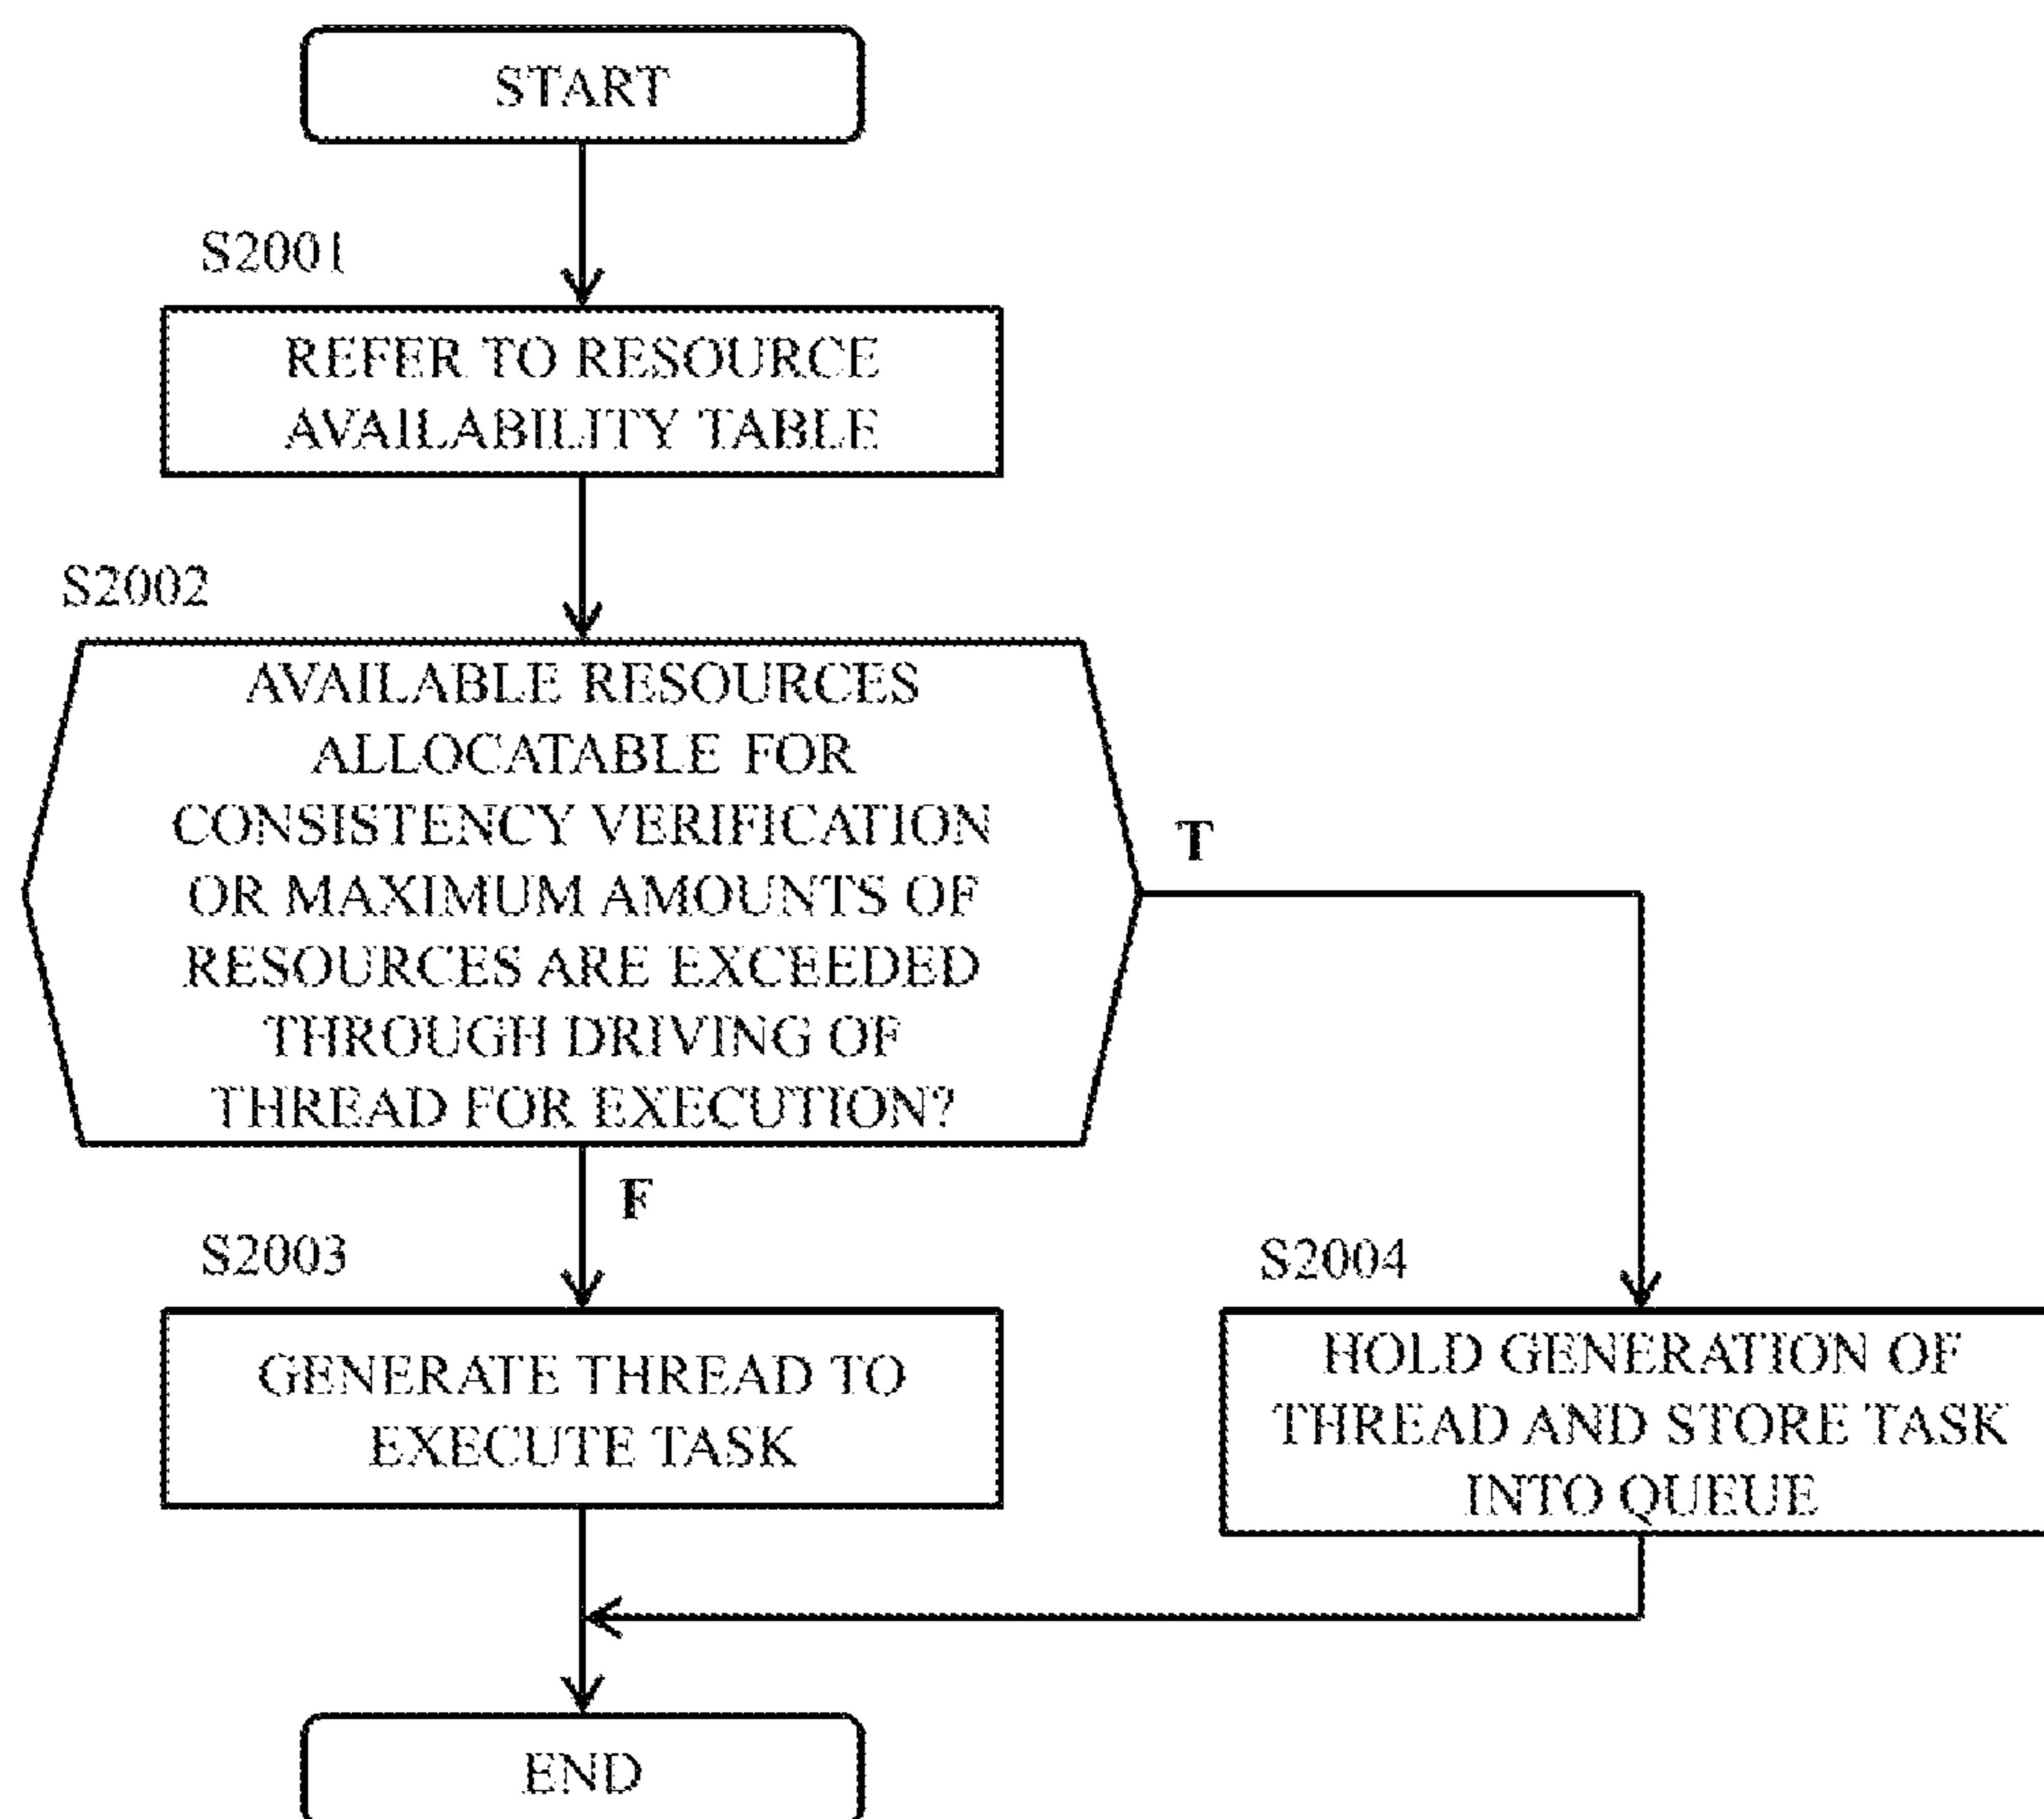 START
S2001
REFER TO RESOURCE
AVAILABILITY TABLE
S2002
AVAILABLE RESOURCES
ALLOCATABLE FOR
CONSISTENCY VERIFICATION
OR MAXIMUM AMOUNTS OF
RESOURCES ARE EXCEEDED
THROUGH DRIVING OF
THREAD FOR EXECUTION?
T
F
S2003
GENERATE THREAD TO
EXECUTE TASK
S2004
HOLD GENERATION OF
THREAD AND STORE TASK
INTO QUEUE
END